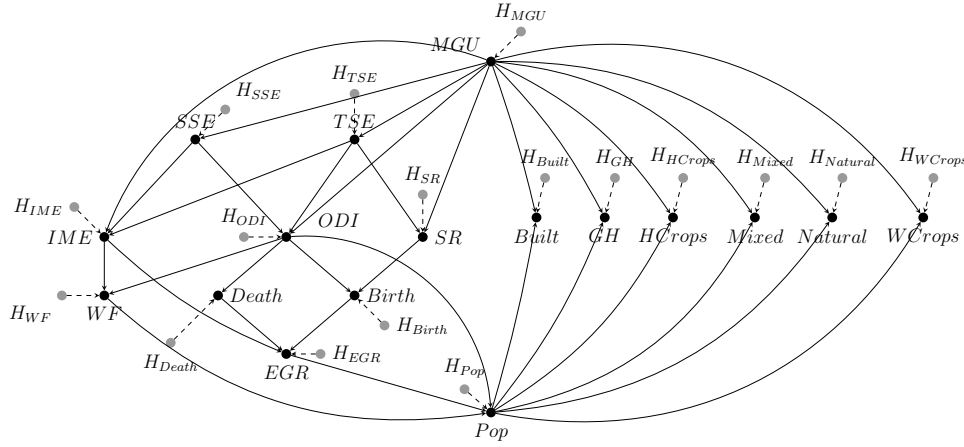 H_MGU
MGU
H_TSE
H_SSE
SSE
TSE
H_Built
H_GH
H_HCrops
H_Mixed
H_Natural
H_WCrops
H_SR
H_IME
H_ODI
ODI
IME
SR
Built
GH
HCrops
Mixed
Natural
WCrops
Death
Birth
H_WF
WF
H_Birth
H_Death
H_EGR
EGR
H_Pop
Pop